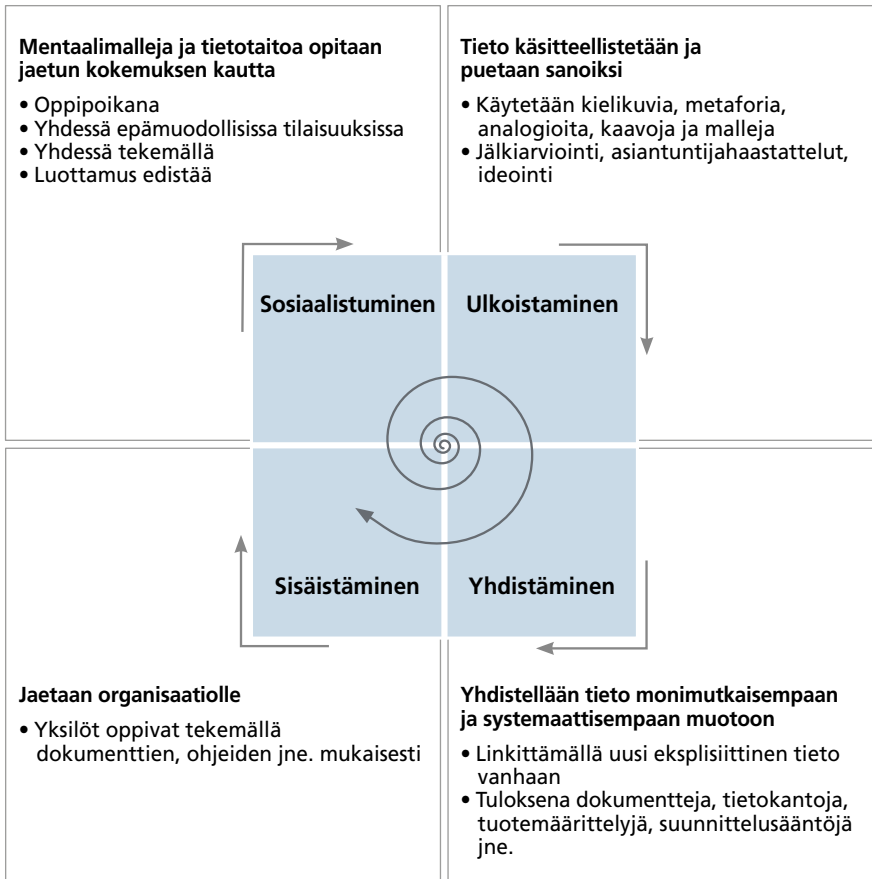 Mentaalimalleja ja tietotaitoa opitaan
jaetun kokemuksen kautta
• Oppipoikana
• Yhdessä epämuodollisissa tilaisuuksissa
• Yhdessä tekemällä
• Luottamus edistää
Tieto käsitteellistetään ja
puetaan sanoiksi
• Käytetään kielikuvia, metaforia,
analogioita, kaavoja ja malleja
• Jälkiarviointi, asiantuntijahaastattelut,
ideointi
Sosiaalistuminen
Ulkoistaminen
Sisäistäminen
Yhdistäminen
Jaetaan organisaatiolle
• Yksilöt oppivat tekemällä
dokumenttien, ohjeiden jne. mukaisesti
Yhdistellään tieto monimutkaisempaan
ja systemaattisempaan muotoon
• Linkittämällä uusi eksplisiittinen tieto
vanhaan
• Tuloksena dokumentteja, tietokantoja,
tuotemäärittelyjä, suunnittelusääntöjä
jne.